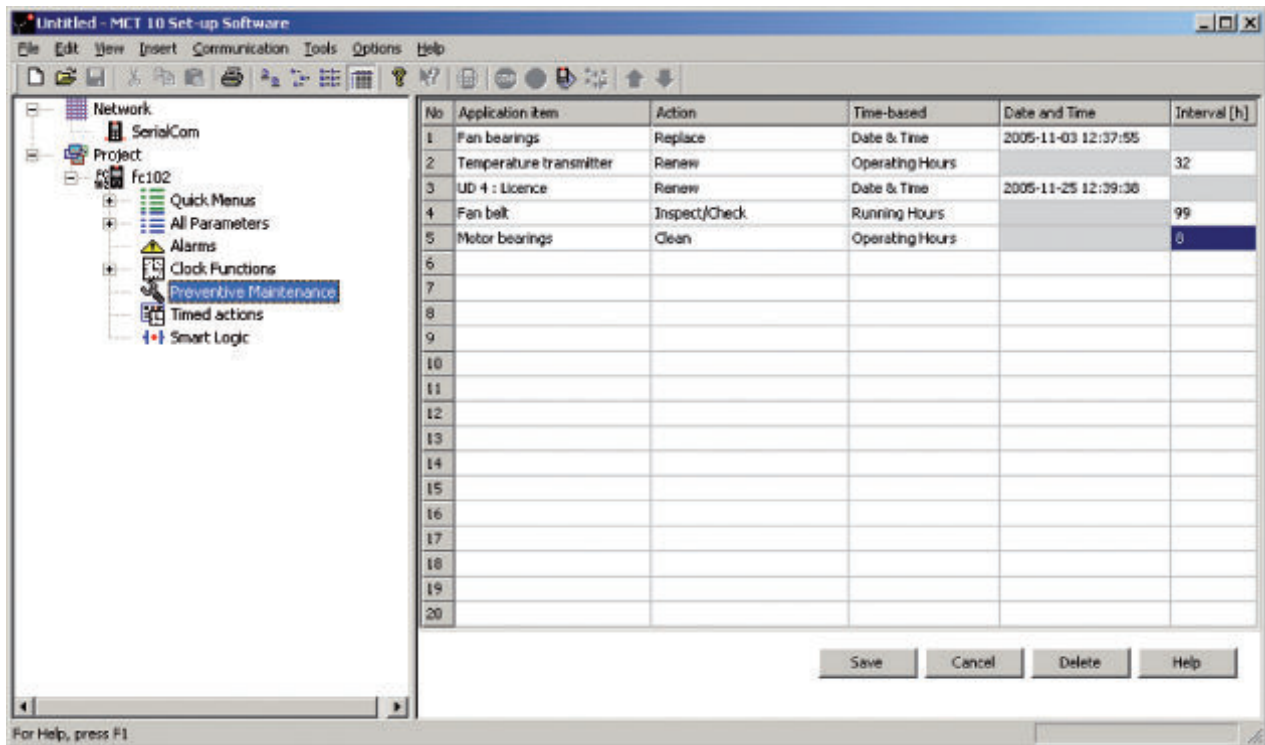 Untitled - MCT 10 Set-up Software
File Edit View Insert Communication Tools Options Help
Network
SerialCom
Project
fc102
Quick Menus
All Parameters
Alarms
Clock Functions
Preventive Maintenance
Timed actions
Smart Logic
No Application item Action Time-based Date and Time Interval [h]
1 Fan bearings Replace Date & Time 2005-11-03 12:37:55
2 Temperature transmitter Renew Operating Hours 32
3 UD 4 : Licence Renew Date & Time 2005-11-25 12:39:38
4 Fan belt Inspect/Check Running Hours 99
5 Motor bearings Clean Operating Hours 8
6
7
8
9
10
11
12
13
14
15
16
17
18
19
20
Save Cancel Delete Help
For Help, press F1